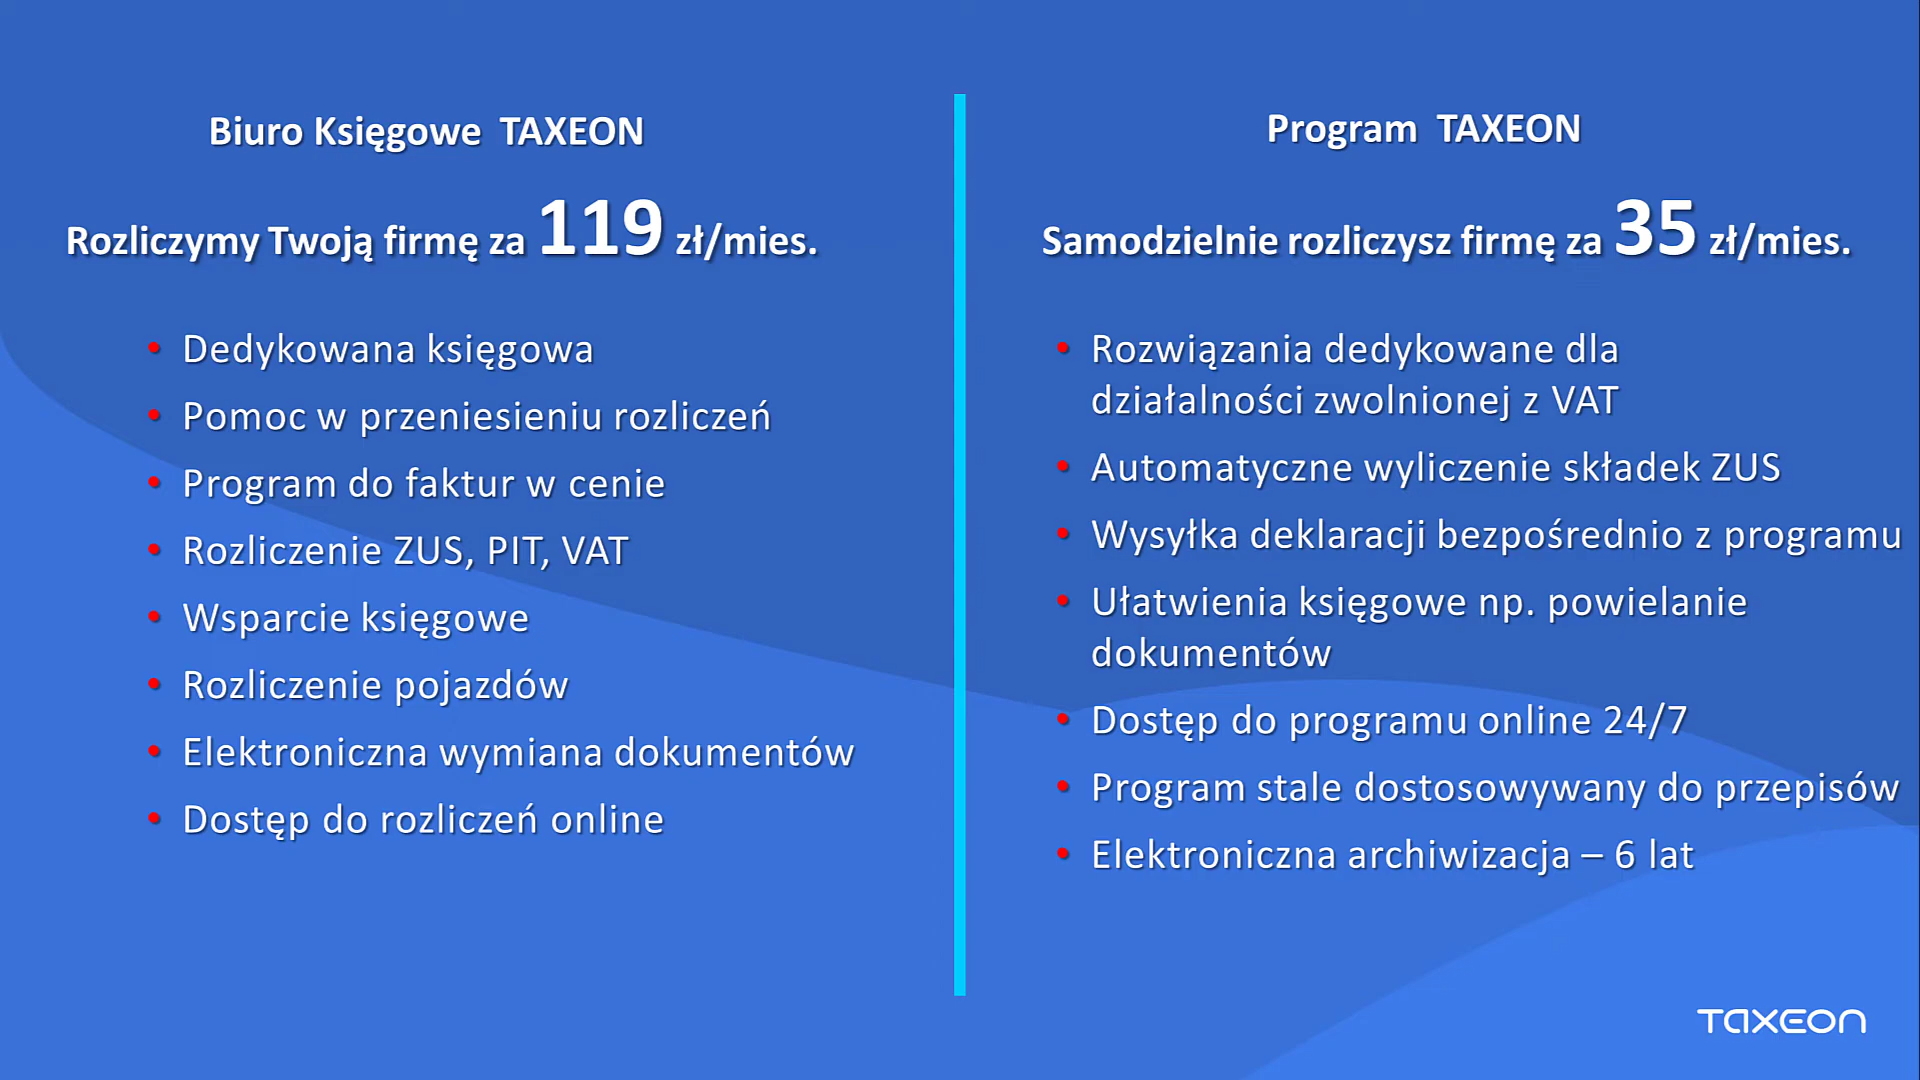 Biuro Księgowe TAXEON
Rozliczymy Twoją firmę za 119 zł/mies.
• Dedykowana księgowa
• Pomoc w przeniesieniu rozliczeń
• Program do faktur w cenie
• Rozliczenie ZUS, PIT, VAT
• Wsparcie księgowe
• Rozliczenie pojazdów
• Elektroniczna wymiana dokumentów
• Dostęp do rozliczeń online
Program TAXEON
Samodzielnie rozliczysz firmę za 35 zł/mies.
• Rozwiązania dedykowane dla
działalności zwolnionej z VAT
• Automatyczne wyliczenie składek ZUS
• Wysyłka deklaracji bezpośrednio z programu
• Ułatwienia księgowe np. powielanie
dokumentów
• Dostęp do programu online 24/7
• Program stale dostosowywany do przepisów
• Elektroniczna archiwizacja – 6 lat
TAXEON